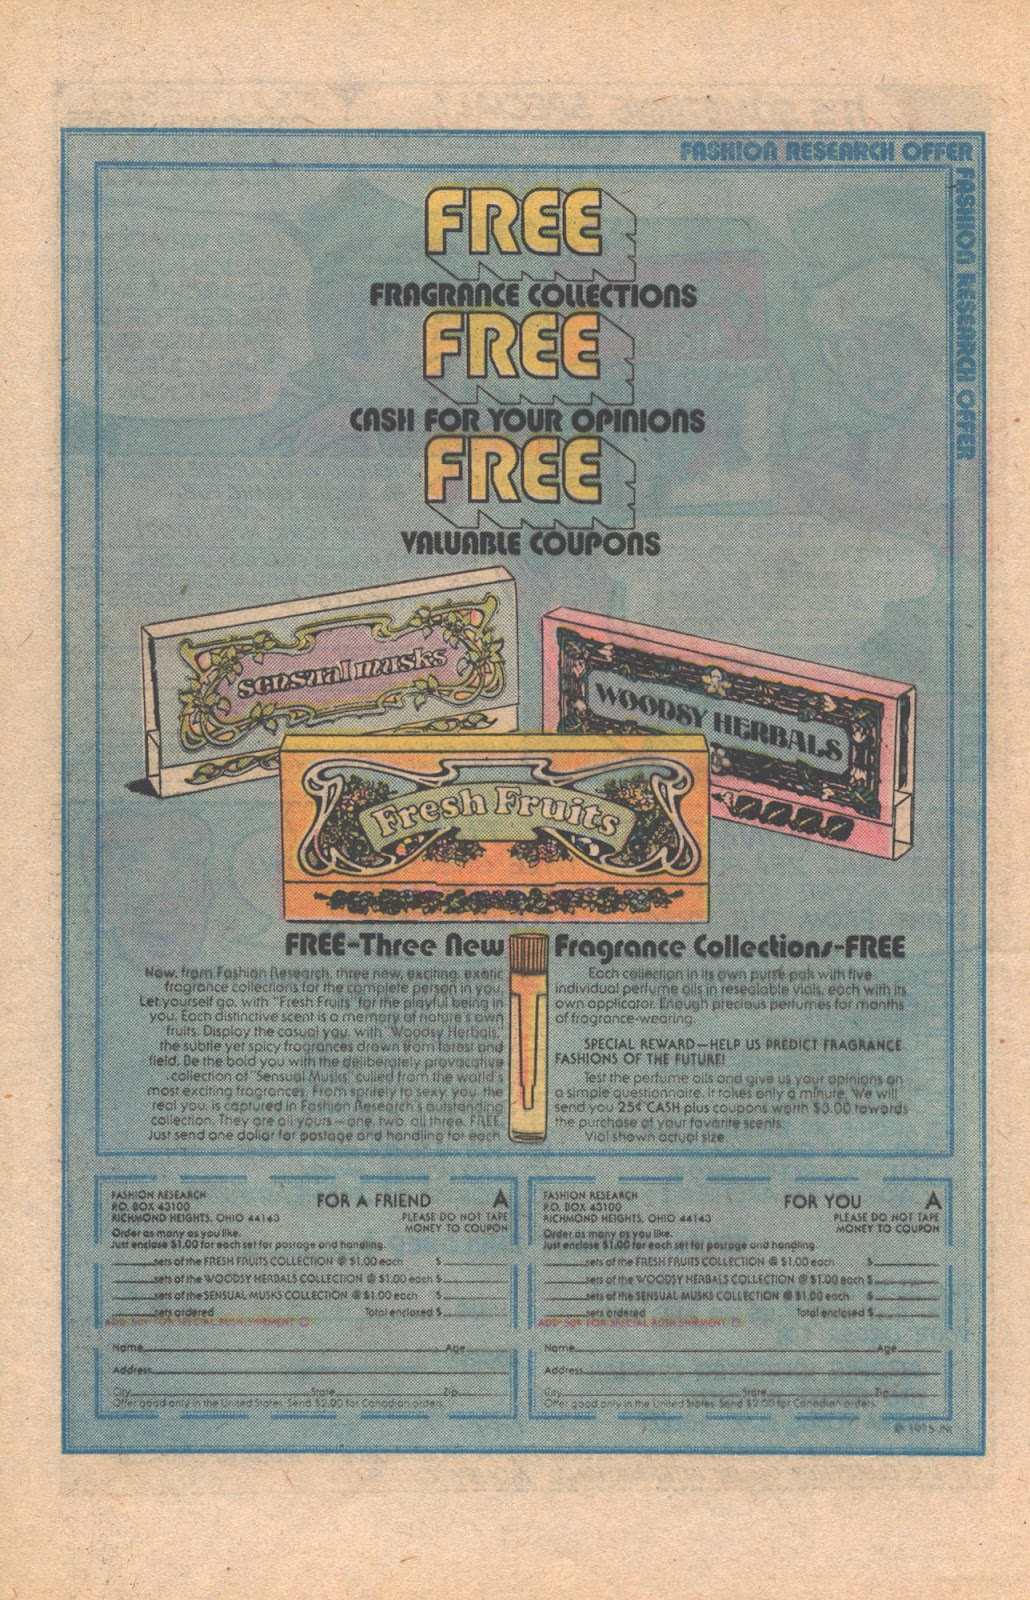 FASHION RESEARCH OFFER
FASHION RESEARCH OFFER
FREE
FRAGRANCE COLLECTIONS
FREE
CASH FOR YOUR OPINIONS
FREE
VALUABLE COUPONS
sensual musks
WOODSY HERBALS
Fresh Fruits
FREE-Three New Fragrance Collections-FREE
Now, from Fashion Research, three new, exciting, exotic
fragrance collections for the complete person in you.
Let yourself go, with "Fresh Fruits" for the playful being in
you. Each distinctive scent is a memory of nature's own
fruits. Display the casual you, with "Woodsy Herbals,"
the subtle yet spicy fragrances drawn from forest and
field. Be the bold you with the deliberately provocative
collection of "Sensual Musks" culled from the world's
most exciting fragrances. From spritely to sexy, you, the
real you, is captured in Fashion Research's outstanding
collection. They are all yours—one, two, all three, FREE.
Just send one dollar for postage and handling for each
Each collection in its own purse pak with five
individual perfume oils in resealable vials, each with its
own applicator. Enough precious perfumes for months
of fragrance-wearing.
SPECIAL REWARD—HELP US PREDICT FRAGRANCE
FASHIONS OF THE FUTURE!
Test the perfume oils and give us your opinions on
a simple questionnaire. It takes only a minute. We will
send you 25¢ CASH plus coupons worth $3.00 towards
the purchase of your favorite scents.
Vial shown actual size
FASHION RESEARCH
P.O. BOX 43100
RICHMOND HEIGHTS, OHIO 44143
FOR A FRIEND A
PLEASE DO NOT TAPE
MONEY TO COUPON
Order as many as you like.
Just enclose $1.00 for each set for postage and handling.
sets of the FRESH FRUITS COLLECTION @ $1.00 each $
sets of the WOODSY HERBALS COLLECTION @ $1.00 each $
sets of the SENSUAL MUSKS COLLECTION @ $1.00 each $
sets ordered Total enclosed $
ADD 50¢ FOR SPECIAL RUSH SHIPMENT □
Name Age
Address
City State Zip
Offer good only in the United States. Send $2.00 for Canadian orders.
FASHION RESEARCH
P.O. BOX 43100
RICHMOND HEIGHTS, OHIO 44143
FOR YOU A
PLEASE DO NOT TAPE
MONEY TO COUPON
Order as many as you like.
Just enclose $1.00 for each set for postage and handling.
sets of the FRESH FRUITS COLLECTION @ $1.00 each $
sets of the WOODSY HERBALS COLLECTION @ $1.00 each $
sets of the SENSUAL MUSKS COLLECTION @ $1.00 each $
sets ordered Total enclosed $
ADD 50¢ FOR SPECIAL RUSH SHIPMENT □
Name Age
Address
City State Zip
Offer good only in the United States. Send $2.00 for Canadian orders.
© 1975